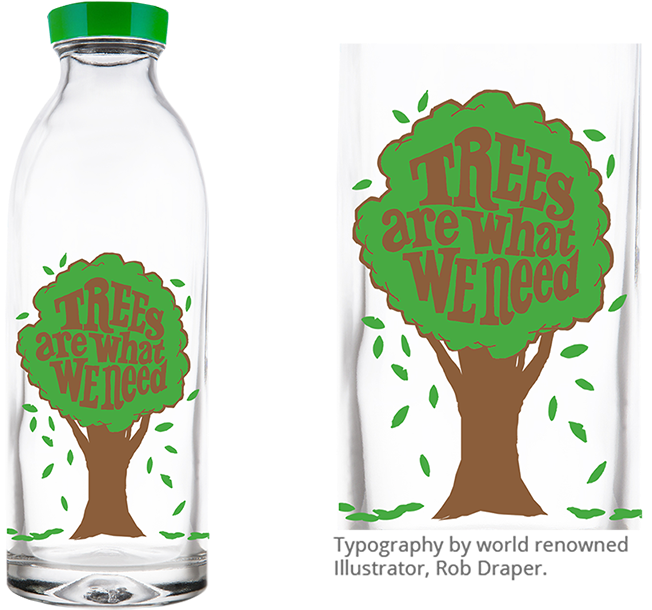 TREES
are what
WE need
TREES
are what
WE need
Typography by world renowned
Illustrator, Rob Draper.